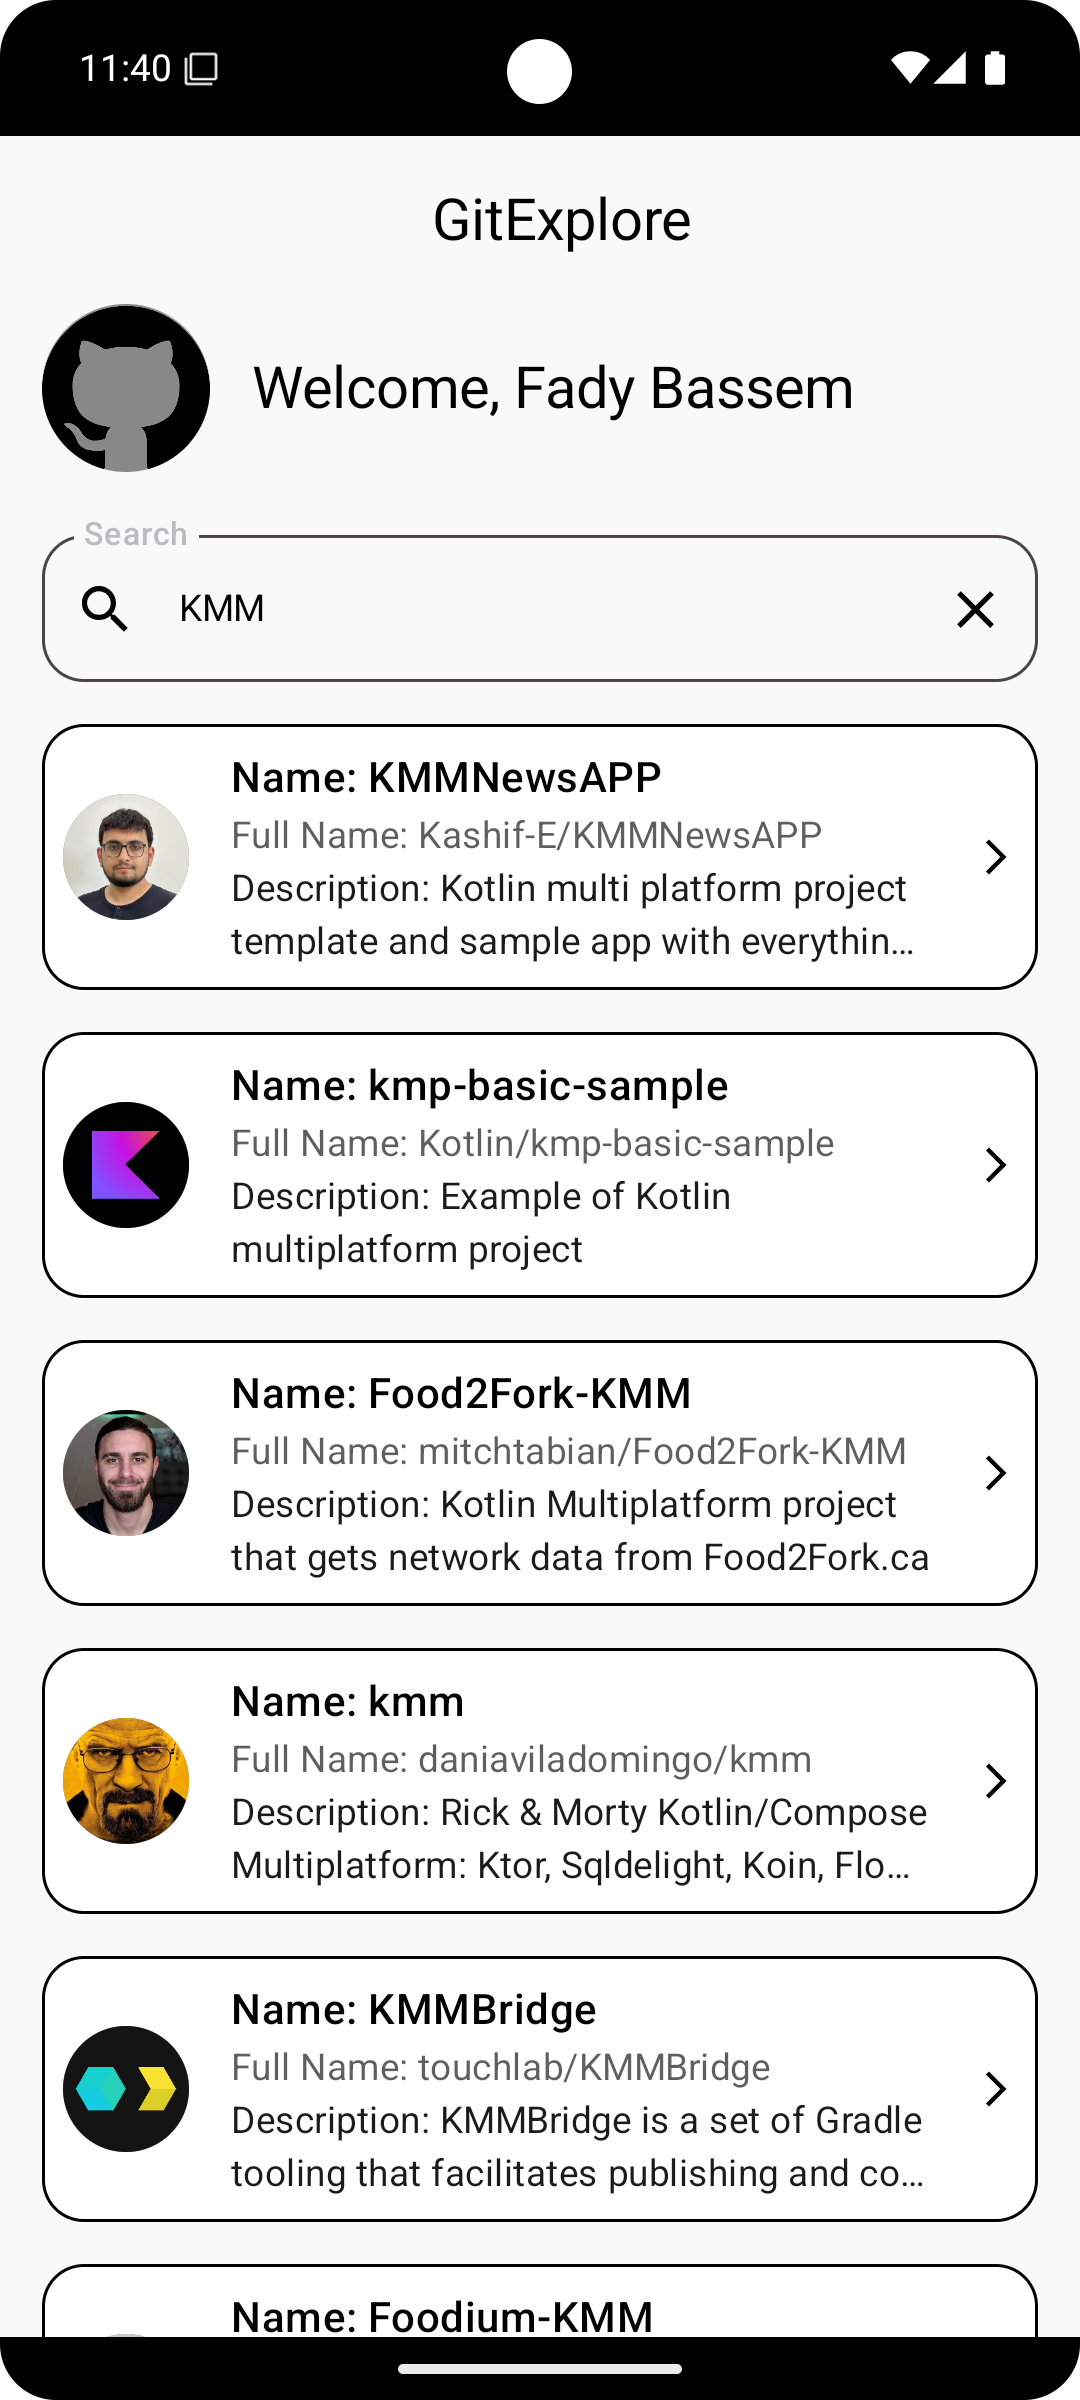 11:40
GitExplore
Welcome, Fady Bassem
Search
KMM
Name: KMMNewsAPP
Full Name: Kashif-E/KMMNewsAPP
Description: Kotlin multi platform project
template and sample app with everythin…
Name: kmp-basic-sample
Full Name: Kotlin/kmp-basic-sample
Description: Example of Kotlin
multiplatform project
Name: Food2Fork-KMM
Full Name: mitchtabian/Food2Fork-KMM
Description: Kotlin Multiplatform project
that gets network data from Food2Fork.ca
Name: kmm
Full Name: daniaviladomingo/kmm
Description: Rick & Morty Kotlin/Compose
Multiplatform: Ktor, Sqldelight, Koin, Flo…
Name: KMMBridge
Full Name: touchlab/KMMBridge
Description: KMMBridge is a set of Gradle
tooling that facilitates publishing and co…
Name: Foodium-KMM